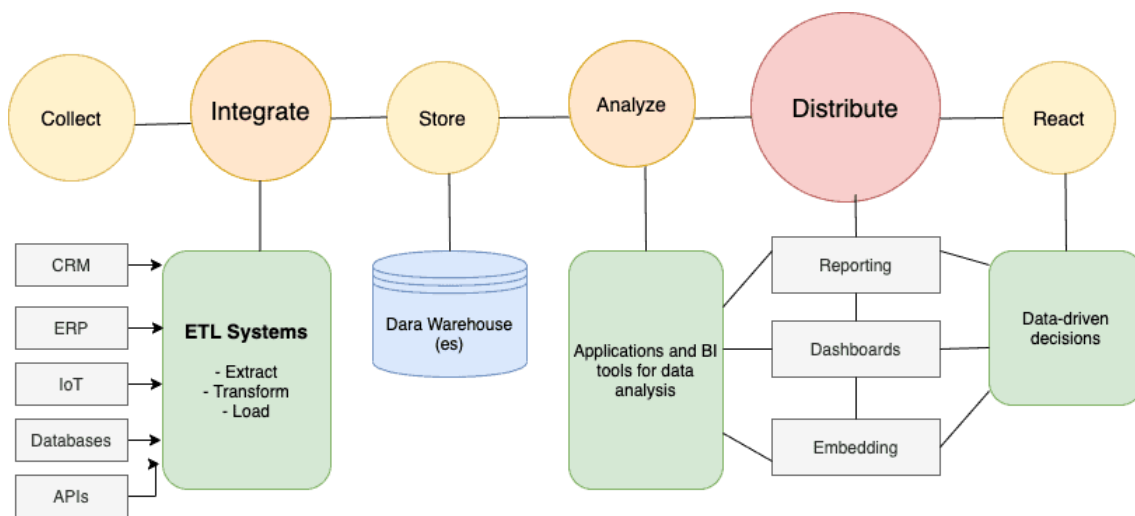 Collect
Integrate
Store
Analyze
Distribute
React
CRM
ERP
IoT
Databases
APIs
ETL Systems
- Extract
- Transform
- Load
Dara Warehouse
(es)
Applications and BI
tools for data
analysis
Reporting
Dashboards
Embedding
Data-driven
decisions